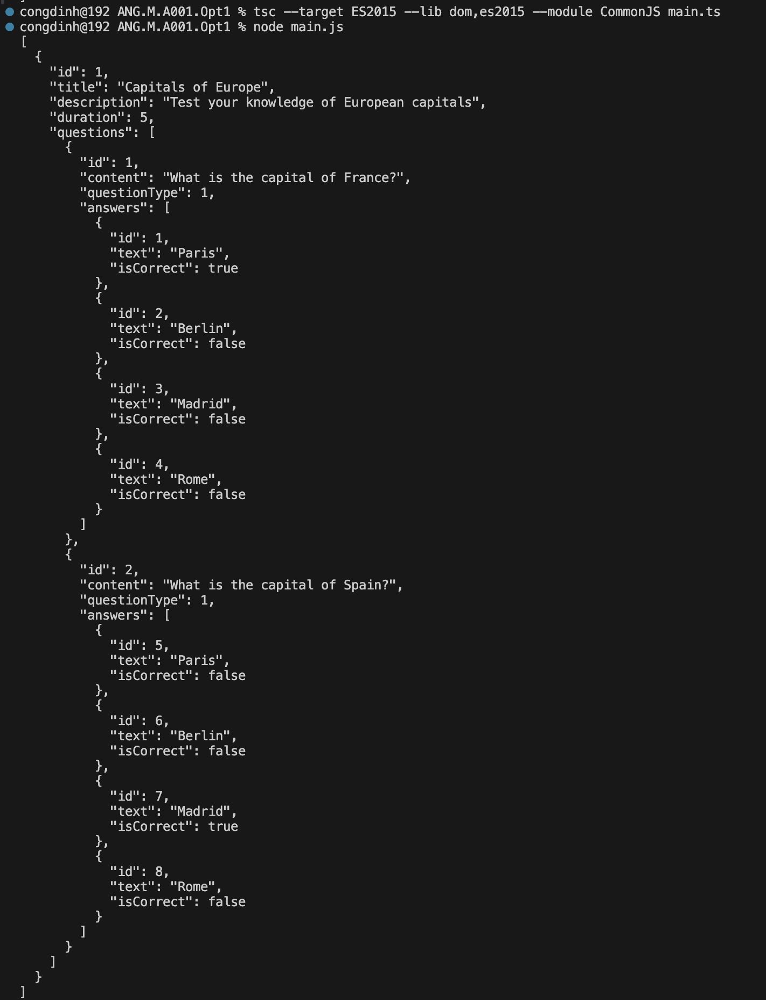 ]
congdinh@192 ANG.M.A001.Opt1 % tsc --target ES2015 --lib dom,es2015 --module CommonJS main.ts
congdinh@192 ANG.M.A001.Opt1 % node main.js
[
  {
    "id": 1,
    "title": "Capitals of Europe",
    "description": "Test your knowledge of European capitals",
    "duration": 5,
    "questions": [
      {
        "id": 1,
        "content": "What is the capital of France?",
        "questionType": 1,
        "answers": [
          {
            "id": 1,
            "text": "Paris",
            "isCorrect": true
          },
          {
            "id": 2,
            "text": "Berlin",
            "isCorrect": false
          },
          {
            "id": 3,
            "text": "Madrid",
            "isCorrect": false
          },
          {
            "id": 4,
            "text": "Rome",
            "isCorrect": false
          }
        ]
      },
      {
        "id": 2,
        "content": "What is the capital of Spain?",
        "questionType": 1,
        "answers": [
          {
            "id": 5,
            "text": "Paris",
            "isCorrect": false
          },
          {
            "id": 6,
            "text": "Berlin",
            "isCorrect": false
          },
          {
            "id": 7,
            "text": "Madrid",
            "isCorrect": true
          },
          {
            "id": 8,
            "text": "Rome",
            "isCorrect": false
          }
        ]
      }
    ]
  }
]